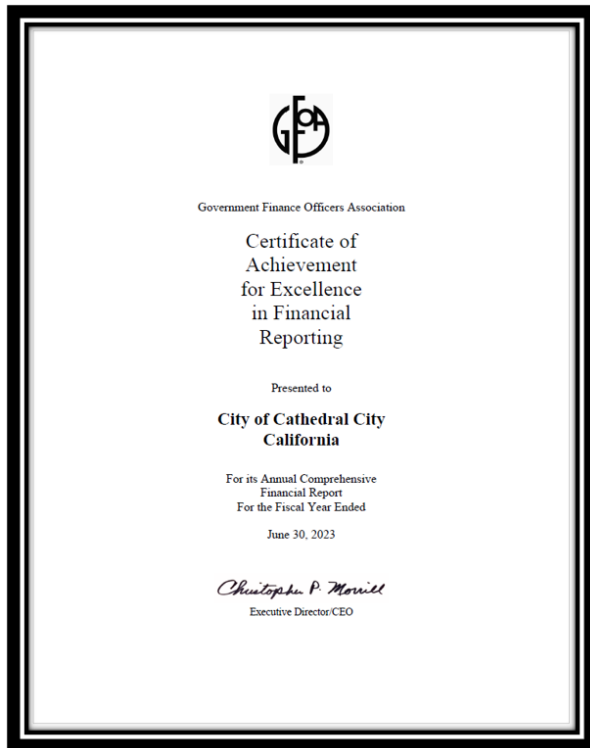 GFOA
Government Finance Officers Association
Certificate of
Achievement
for Excellence
in Financial
Reporting
Presented to
City of Cathedral City
California
For its Annual Comprehensive
Financial Report
For the Fiscal Year Ended
June 30, 2023
Christopher P. Morrill
Executive Director/CEO